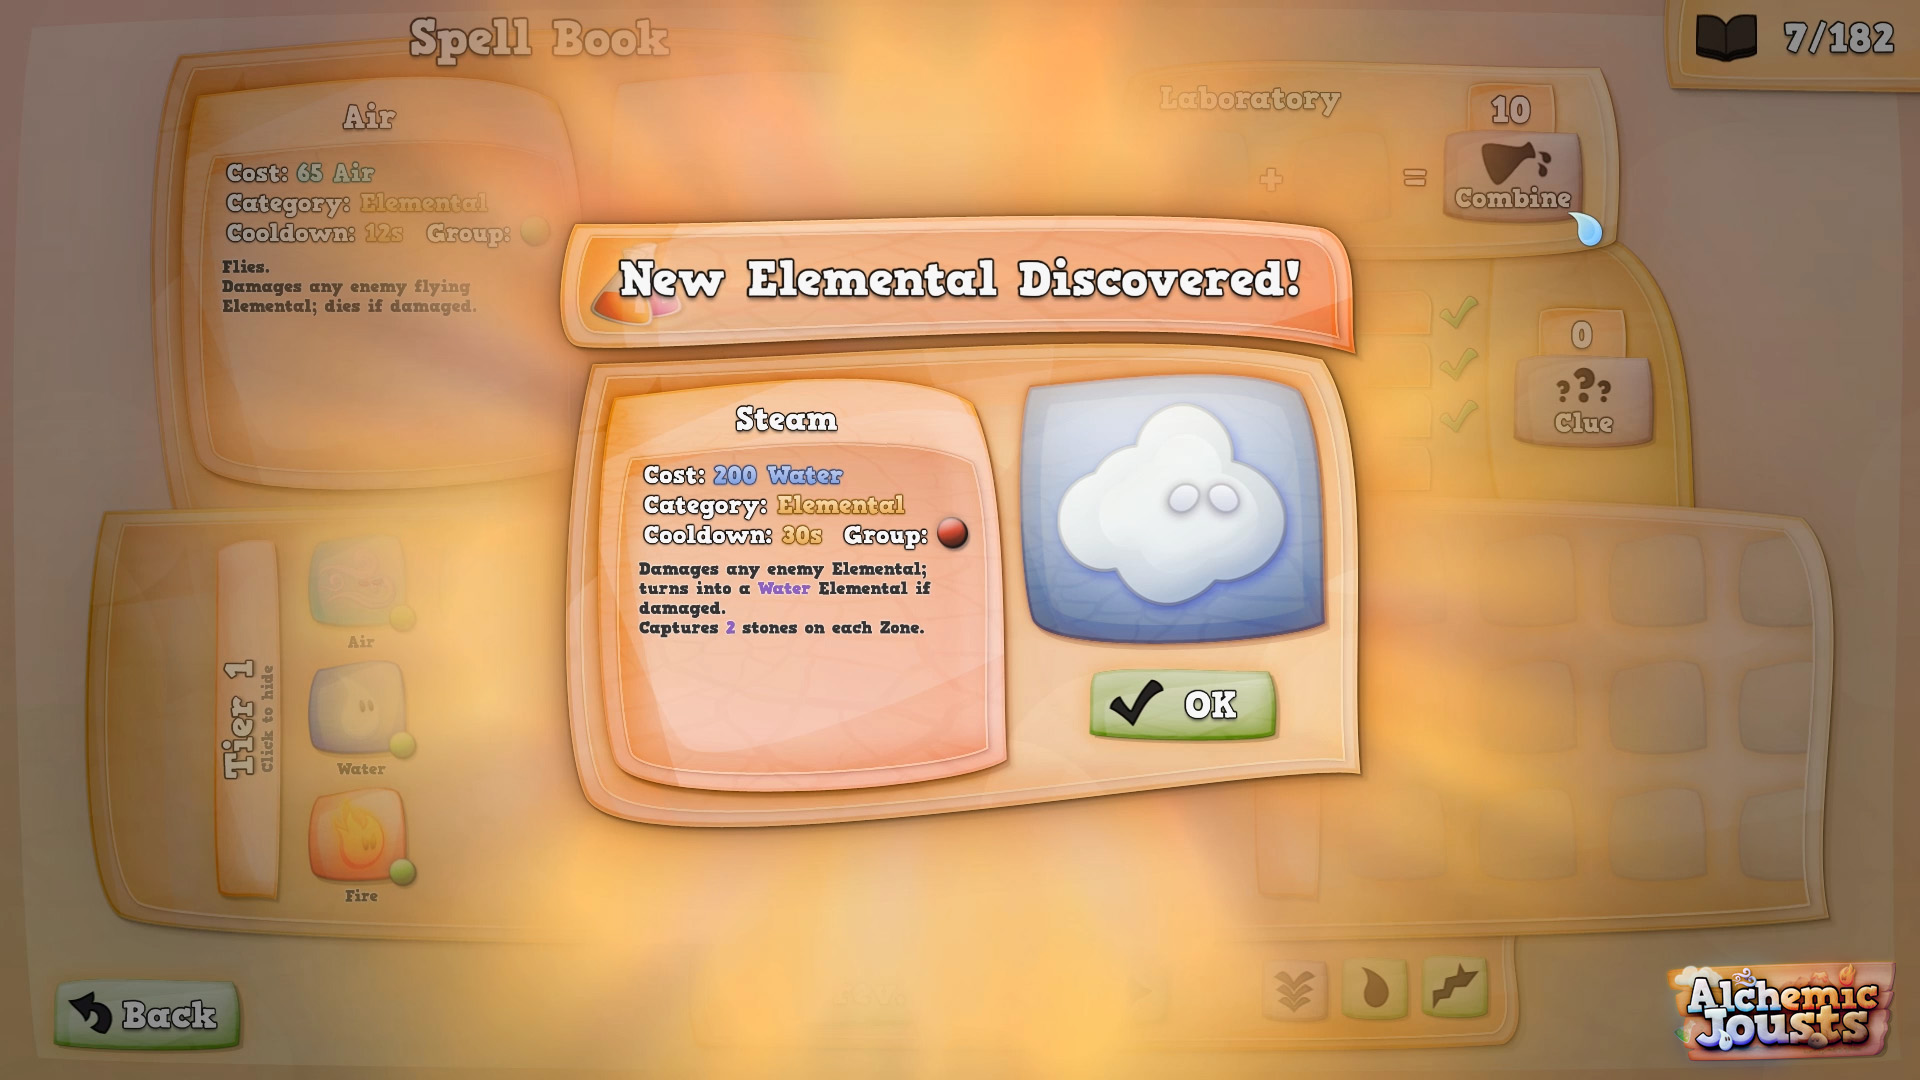 Spell Book
7/182
Air
Cost: 65 Air
Category: Elemental
Cooldown: 12s Group:
Flies.
Damages any enemy flying
Elemental; dies if damaged.
Laboratory
+
=
10
Combine
New Elemental Discovered!
0
???
Clue
Steam
Cost: 200 Water
Category: Elemental
Cooldown: 30s Group:
Damages any enemy Elemental;
turns into a Water Elemental if
damaged.
Captures 2 stones on each Zone.
OK
Tier 1
Click to hide
Air
Water
Fire
Back
Alchemic
Jousts